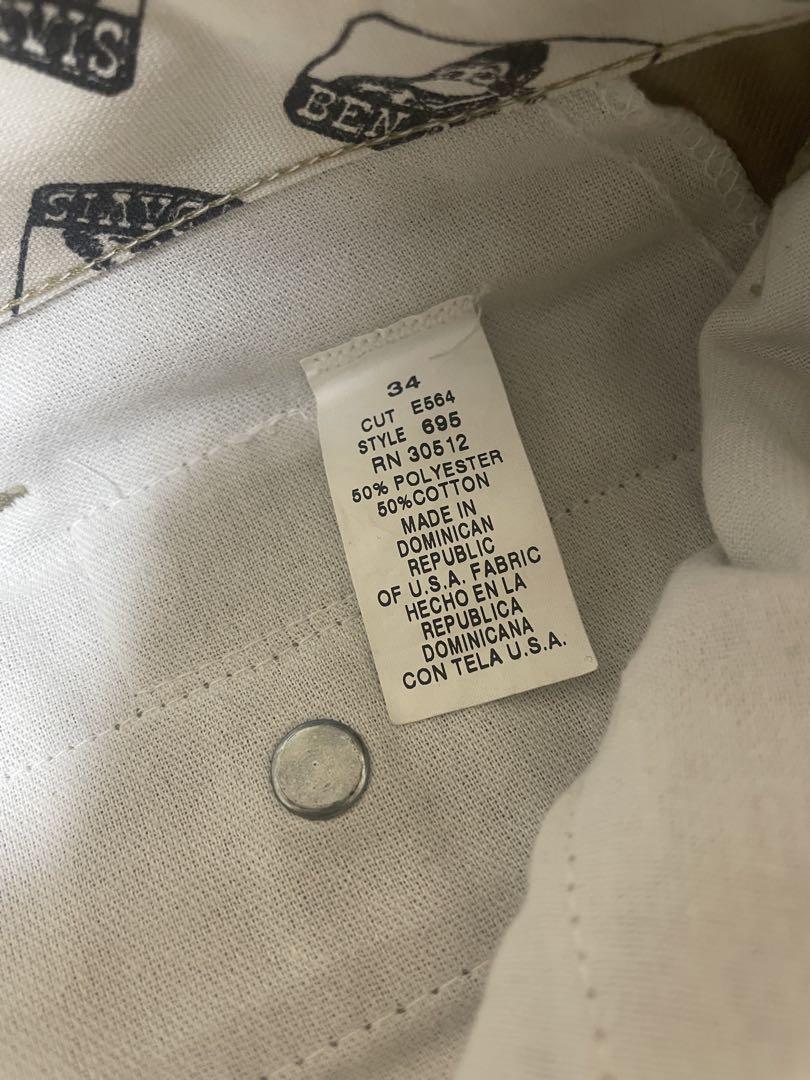 BEN
34
CUT E564
STYLE 695
RN 30512
50% POLYESTER
50%COTTON
MADE IN
DOMINICAN
REPUBLIC
OF U.S.A. FABRIC
HECHO EN LA
REPUBLICA
DOMINICANA
CON TELA U.S.A.